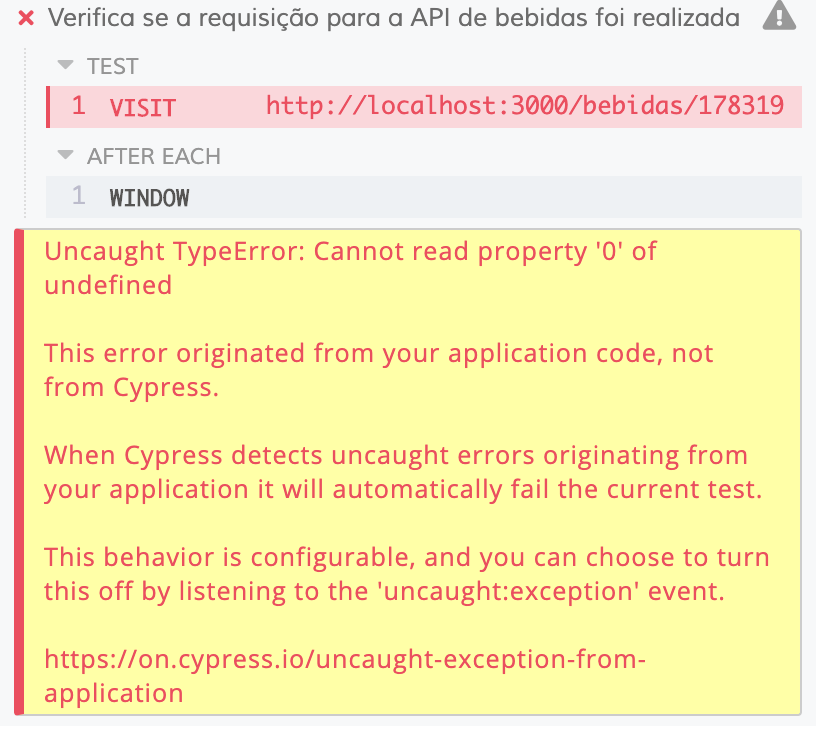 Verifica se a requisição para a API de bebidas foi realizada
TEST
1 VISIT http://localhost:3000/bebidas/178319
AFTER EACH
1 WINDOW
Uncaught TypeError: Cannot read property '0' of
undefined
This error originated from your application code, not
from Cypress.
When Cypress detects uncaught errors originating from
your application it will automatically fail the current test.
This behavior is configurable, and you can choose to turn
this off by listening to the 'uncaught:exception' event.
https://on.cypress.io/uncaught-exception-from-
application